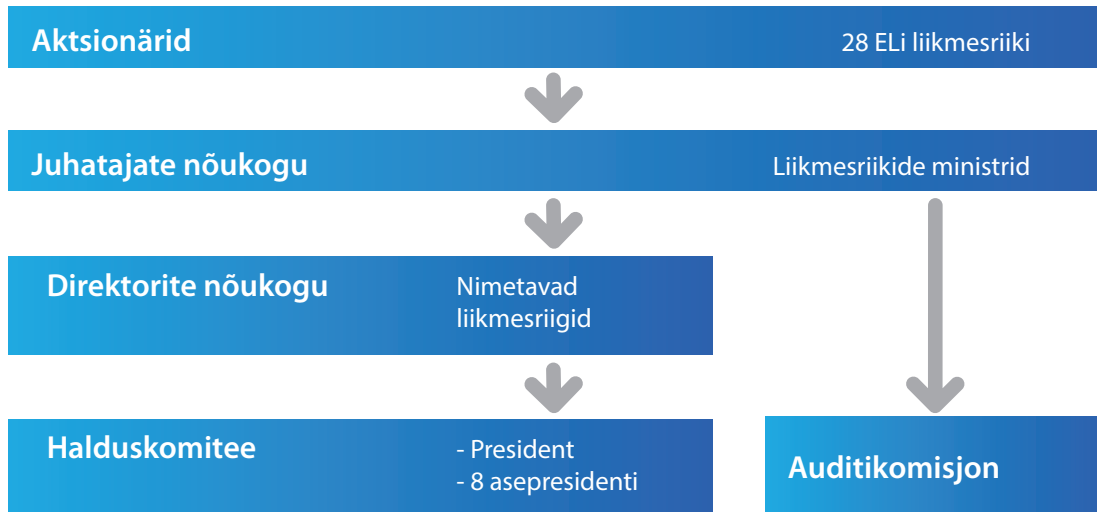 Aktsionärid 28 ELi liikmesriiki
Juhatajate nõukogu Liikmesriikide ministrid
Direktorite nõukogu Nimetavad
liikmesriigid
Halduskomitee - President
- 8 asepresidenti
Auditikomisjon